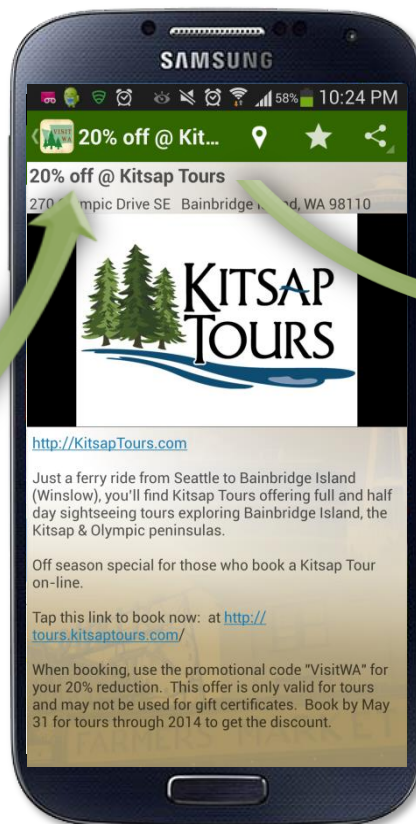 SAMSUNG
58% 10:24 PM
VISIT WA 20% off @ Kit...
20% off @ Kitsap Tours
270 Drive SE Bainbridge WA 98110
KITSAP
TOURS
http://KitsapTours.com
Just a ferry ride from Seattle to Bainbridge Island
(Winslow), you'll find Kitsap Tours offering full and half
day sightseeing tours exploring Bainbridge Island, the
Kitsap & Olympic peninsulas.
Off season special for those who book a Kitsap Tour
on-line.
Tap this link to book now: at http://
tours.kitsaptours.com/
When booking, use the promotional code "VisitWA" for
your 20% reduction. This offer is only valid for tours
and may not be used for gift certificates. Book by May
31 for tours through 2014 to get the discount.
FARMERS MARKET